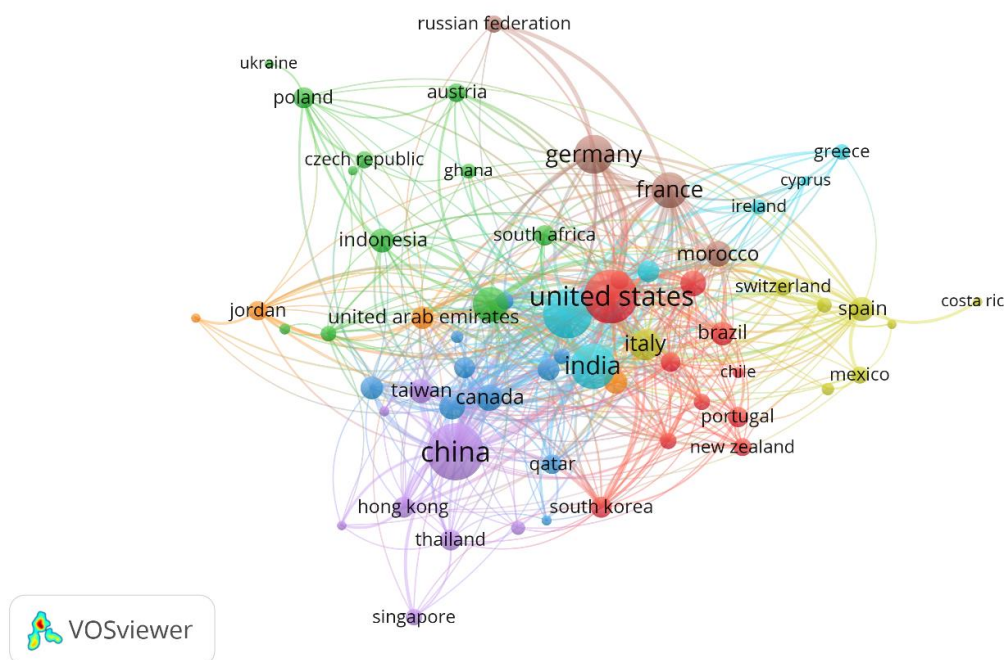 russian federation
ukraine
poland
austria
germany
czech republic
ghana
greece
cyprus
france
ireland
indonesia
south africa
morocco
switzerland
united states
jordan
united arab emirates
spain
costa ric
brazil
italy
india
chile
mexico
taiwan
canada
portugal
china
new zealand
qatar
hong kong
south korea
thailand
singapore
VOSviewer